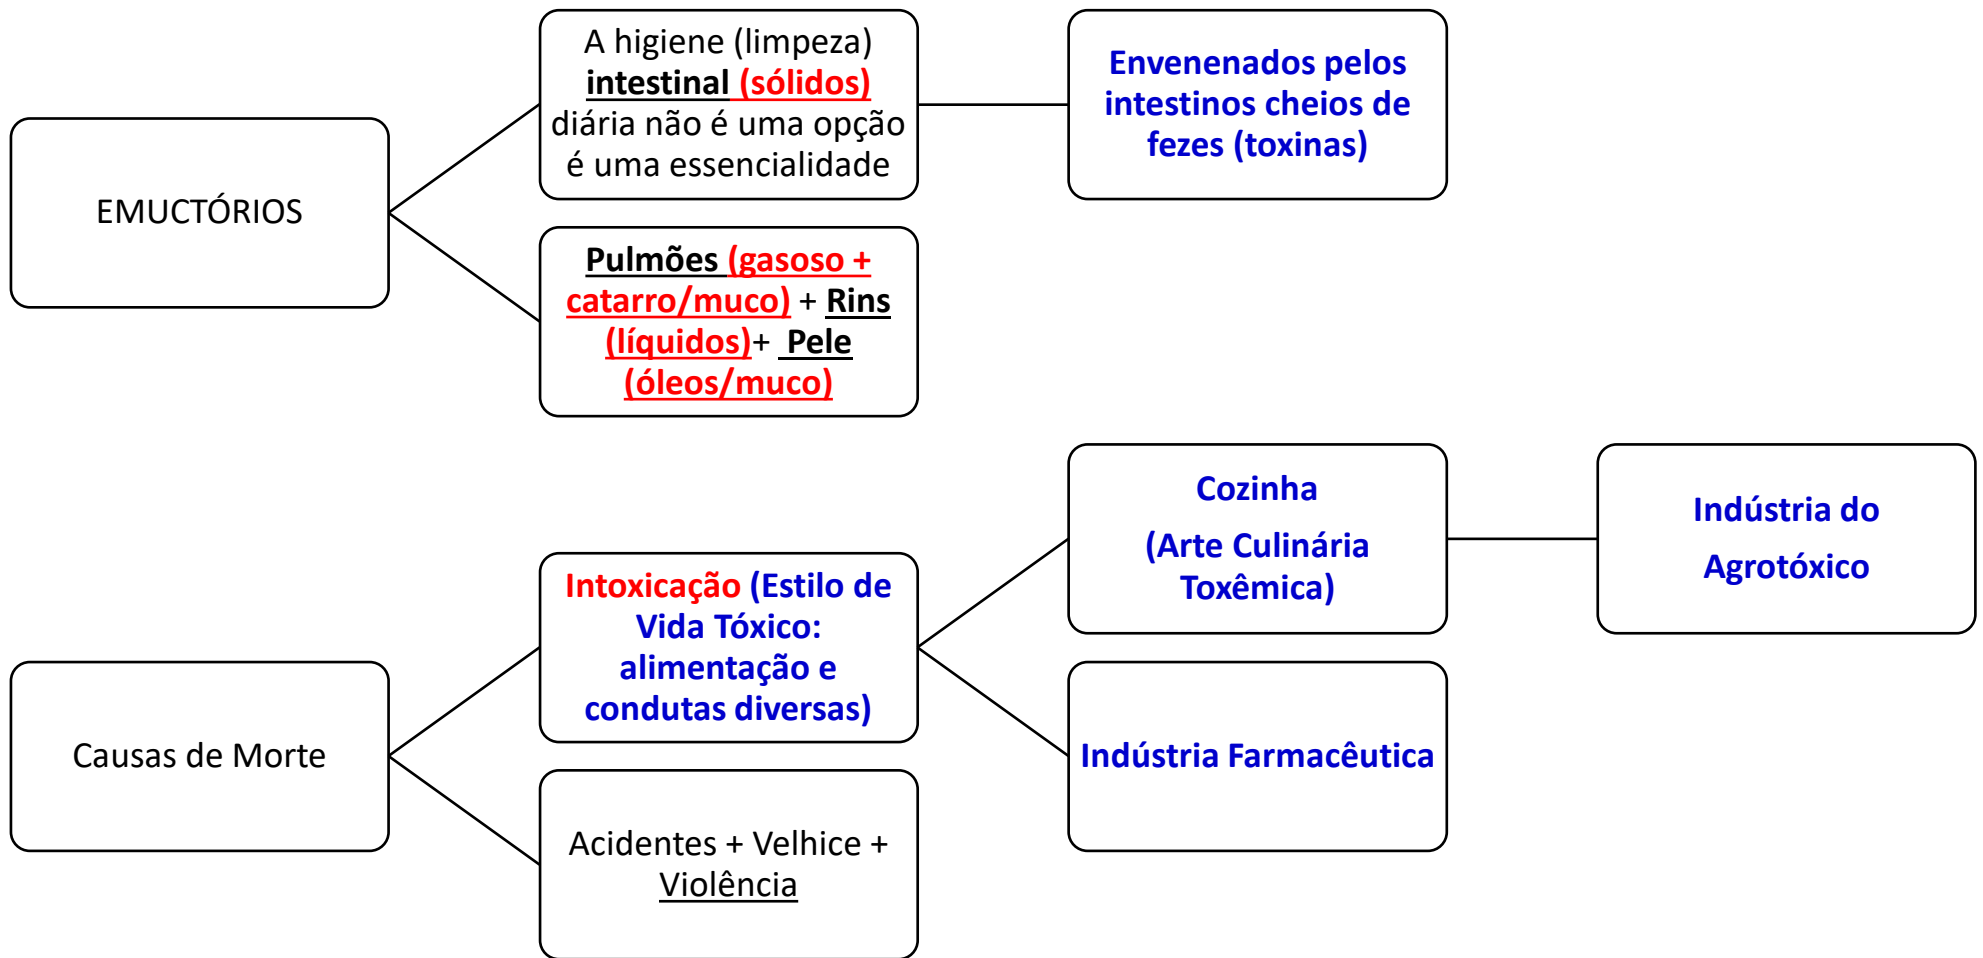 EMUCTÓRIOS
A higiene (limpeza)
intestinal (sólidos)
diária não é uma opção
é uma essencialidade
Envenenados pelos
intestinos cheios de
fezes (toxinas)
Pulmões (gasoso +
catarro/muco) + Rins
(líquidos)+ Pele
(óleos/muco)
Causas de Morte
Intoxicação (Estilo de
Vida Tóxico:
alimentação e
condutas diversas)
Cozinha
(Arte Culinária
Toxêmica)
Indústria do
Agrotóxico
Indústria Farmacêutica
Acidentes + Velhice +
Violência